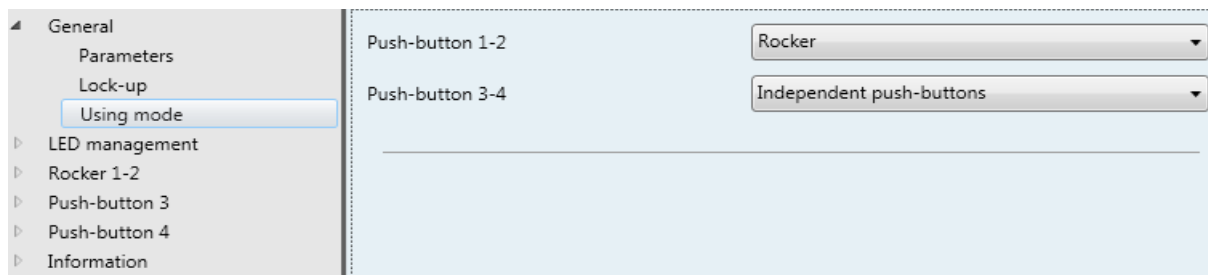 General
Parameters
Lock-up
Using mode
LED management
Rocker 1-2
Push-button 3
Push-button 4
Information
Push-button 1-2 Rocker
Push-button 3-4 Independent push-buttons